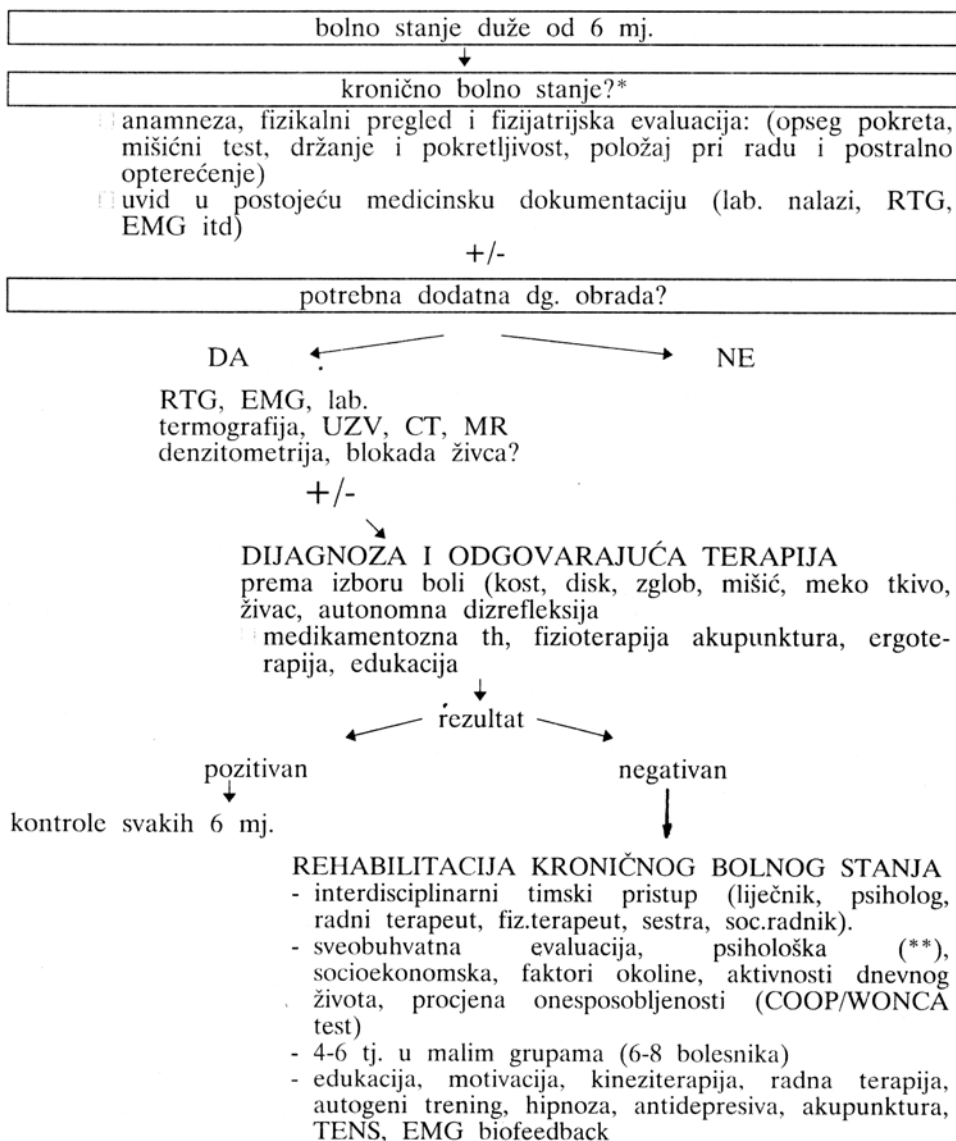 bolno stanje duže od 6 mj.
kronično bolno stanje?*
anamneza, fizikalni pregled i fizijatrijska evaluacija: (opseg pokreta,
mišićni test, držanje i pokretljivost, položaj pri radu i postralno
opterećenje)
uvid u postojeću medicinsku dokumentaciju (lab. nalazi, RTG,
EMG itd)
+/-
potrebna dodatna dg. obrada?
DA NE
RTG, EMG, lab.
termografija, UZV, CT, MR
denzitometrija, blokada živca?
+/-
DIJAGNOZA I ODGOVARAJUĆA TERAPIJA
prema izboru boli (kost, disk, zglob, mišić, meko tkivo,
živac, autonomna dizrefleksija
medikamentozna th, fizioterapija akupunktura, ergote-
rapija, edukacija
rezultat
pozitivan negativan
kontrole svakih 6 mj.
REHABILITACIJA KRONIČNOG BOLNOG STANJA
- interdisciplinarni timski pristup (liječnik, psiholog,
radni terapeut, fiz.terapeut, sestra, soc.radnik).
- sveobuhvatna evaluacija, psihološka (**),
socioekonomska, faktori okoline, aktivnosti dnevnog
života, procjena onesposobljenosti (COOP/WONCA
test)
- 4-6 tj. u malim grupama (6-8 bolesnika)
- edukacija, motivacija, kineziterapija, radna terapija,
autogeni trening, hipnoza, antidepresiva, akupunktura,
TENS, EMG biofeedback